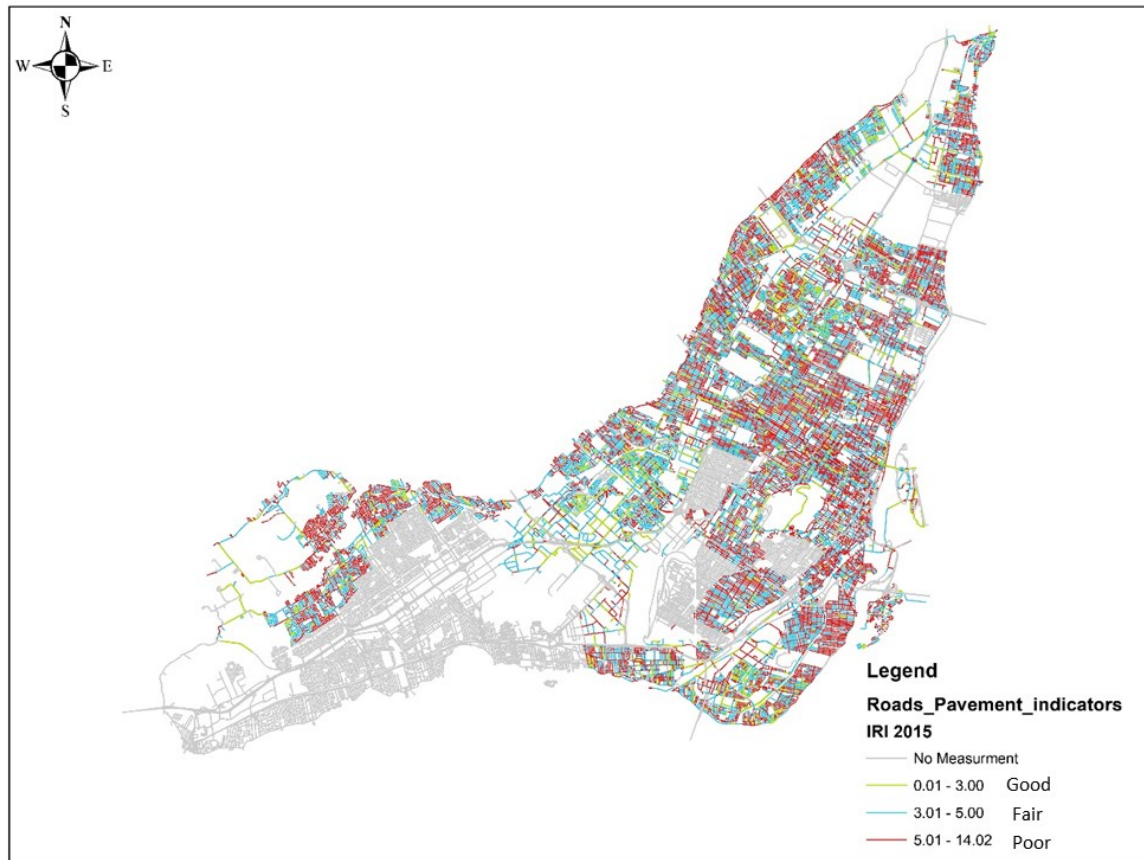 N
W E
S
Legend
Roads_Pavement_indicators
IRI 2015
No Measurment
0.01 - 3.00 Good
3.01 - 5.00 Fair
5.01 - 14.02 Poor